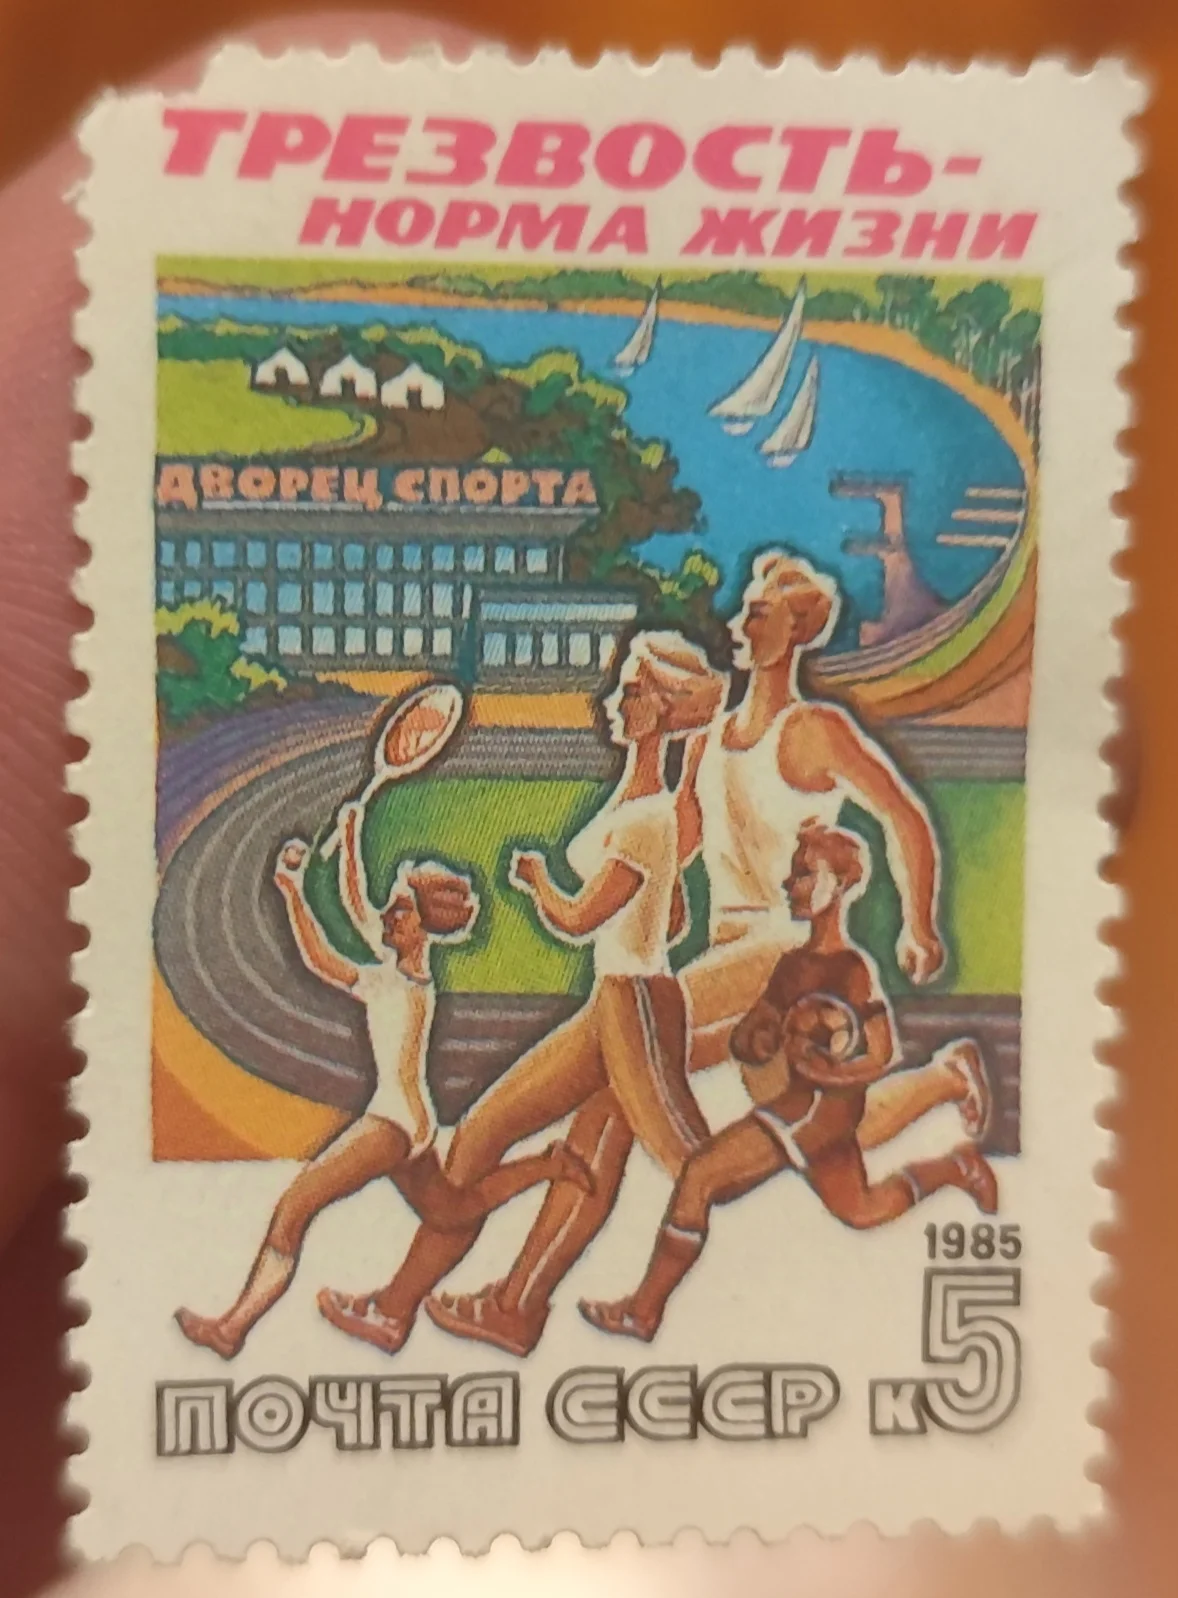 ТРЕЗВОСТЬ-
НОРМА ЖИЗНИ
ДВОРЕЦ СПОРТА
1985
ПОЧТА СССР к5